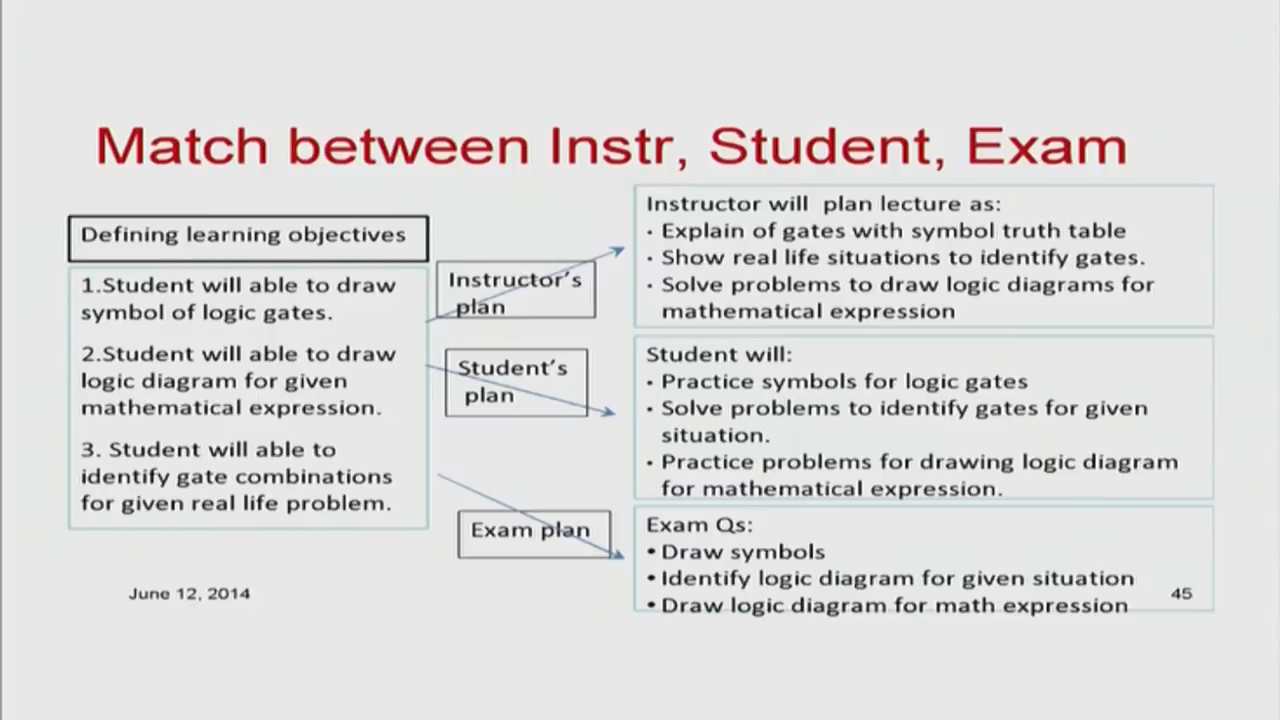 Match between Instr, Student, Exam
Defining learning objectives
1.Student will able to draw
symbol of logic gates.
2.Student will able to draw
logic diagram for given
mathematical expression.
3. Student will able to
identify gate combinations
for given real life problem.
Instructor's
plan
Student's
plan
Exam plan
Instructor will plan lecture as:
· Explain of gates with symbol truth table
· Show real life situations to identify gates.
· Solve problems to draw logic diagrams for
mathematical expression
Student will:
· Practice symbols for logic gates
· Solve problems to identify gates for given
situation.
· Practice problems for drawing logic diagram
for mathematical expression.
Exam Qs:
• Draw symbols
• Identify logic diagram for given situation
• Draw logic diagram for math expression
June 12, 2014
45